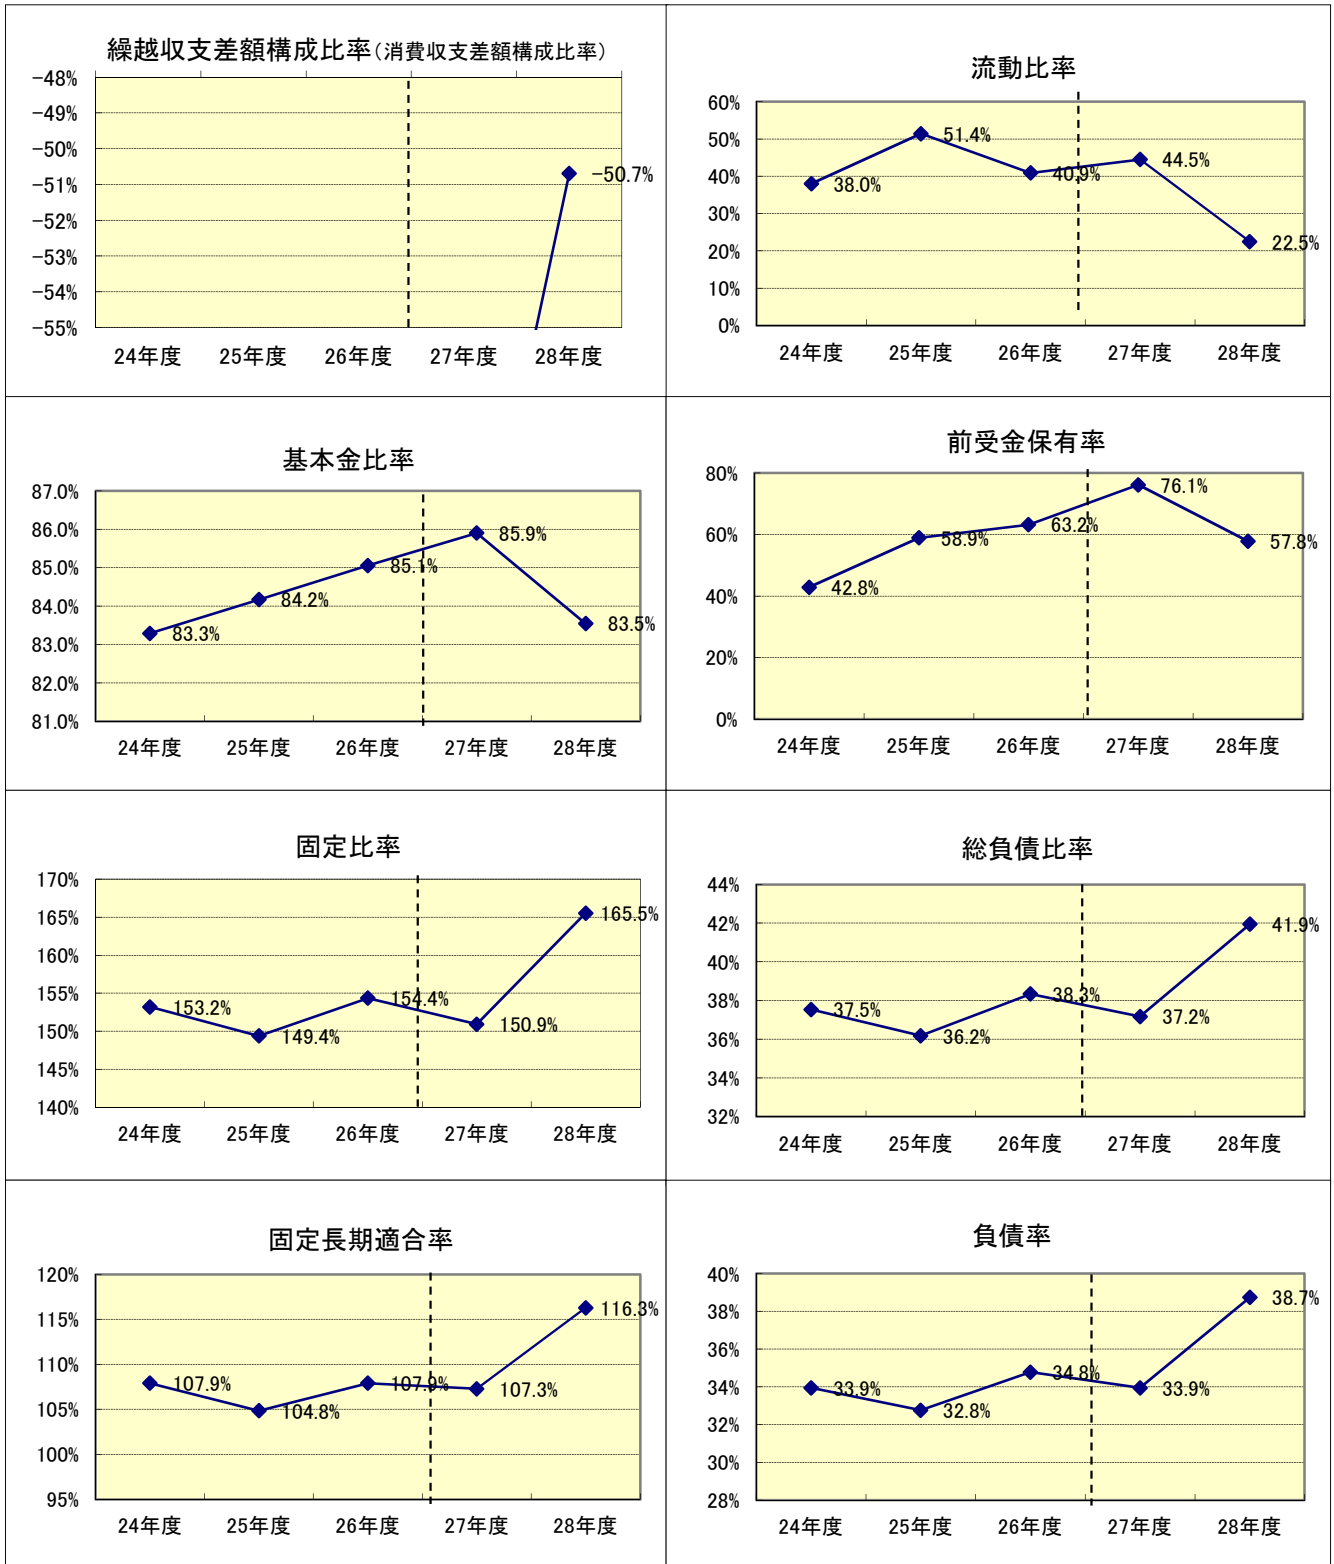 繰越収支差額構成比率(消費収支差額構成比率)
-48%
-49%
-50%
-51%
-52%
-53%
-54%
-55%
-50.7%
24年度 25年度 26年度 27年度 28年度
流動比率
60%
50%
40%
30%
20%
10%
0%
38.0% 51.4% 40.9% 44.5% 22.5%
24年度 25年度 26年度 27年度 28年度
基本金比率
87.0%
86.0%
85.0%
84.0%
83.0%
82.0%
81.0%
83.3% 84.2% 85.1% 85.9% 83.5%
24年度 25年度 26年度 27年度 28年度
前受金保有率
80%
60%
40%
20%
0%
42.8% 58.9% 63.2% 76.1% 57.8%
24年度 25年度 26年度 27年度 28年度
固定比率
170%
165%
160%
155%
150%
145%
140%
153.2% 149.4% 154.4% 150.9% 165.5%
24年度 25年度 26年度 27年度 28年度
総負債比率
44%
42%
40%
38%
36%
34%
32%
37.5% 36.2% 38.3% 37.2% 41.9%
24年度 25年度 26年度 27年度 28年度
固定長期適合率
120%
115%
110%
105%
100%
95%
107.9% 104.8% 107.9% 107.3% 116.3%
24年度 25年度 26年度 27年度 28年度
負債率
40%
38%
36%
34%
32%
30%
28%
33.9% 32.8% 34.8% 33.9% 38.7%
24年度 25年度 26年度 27年度 28年度